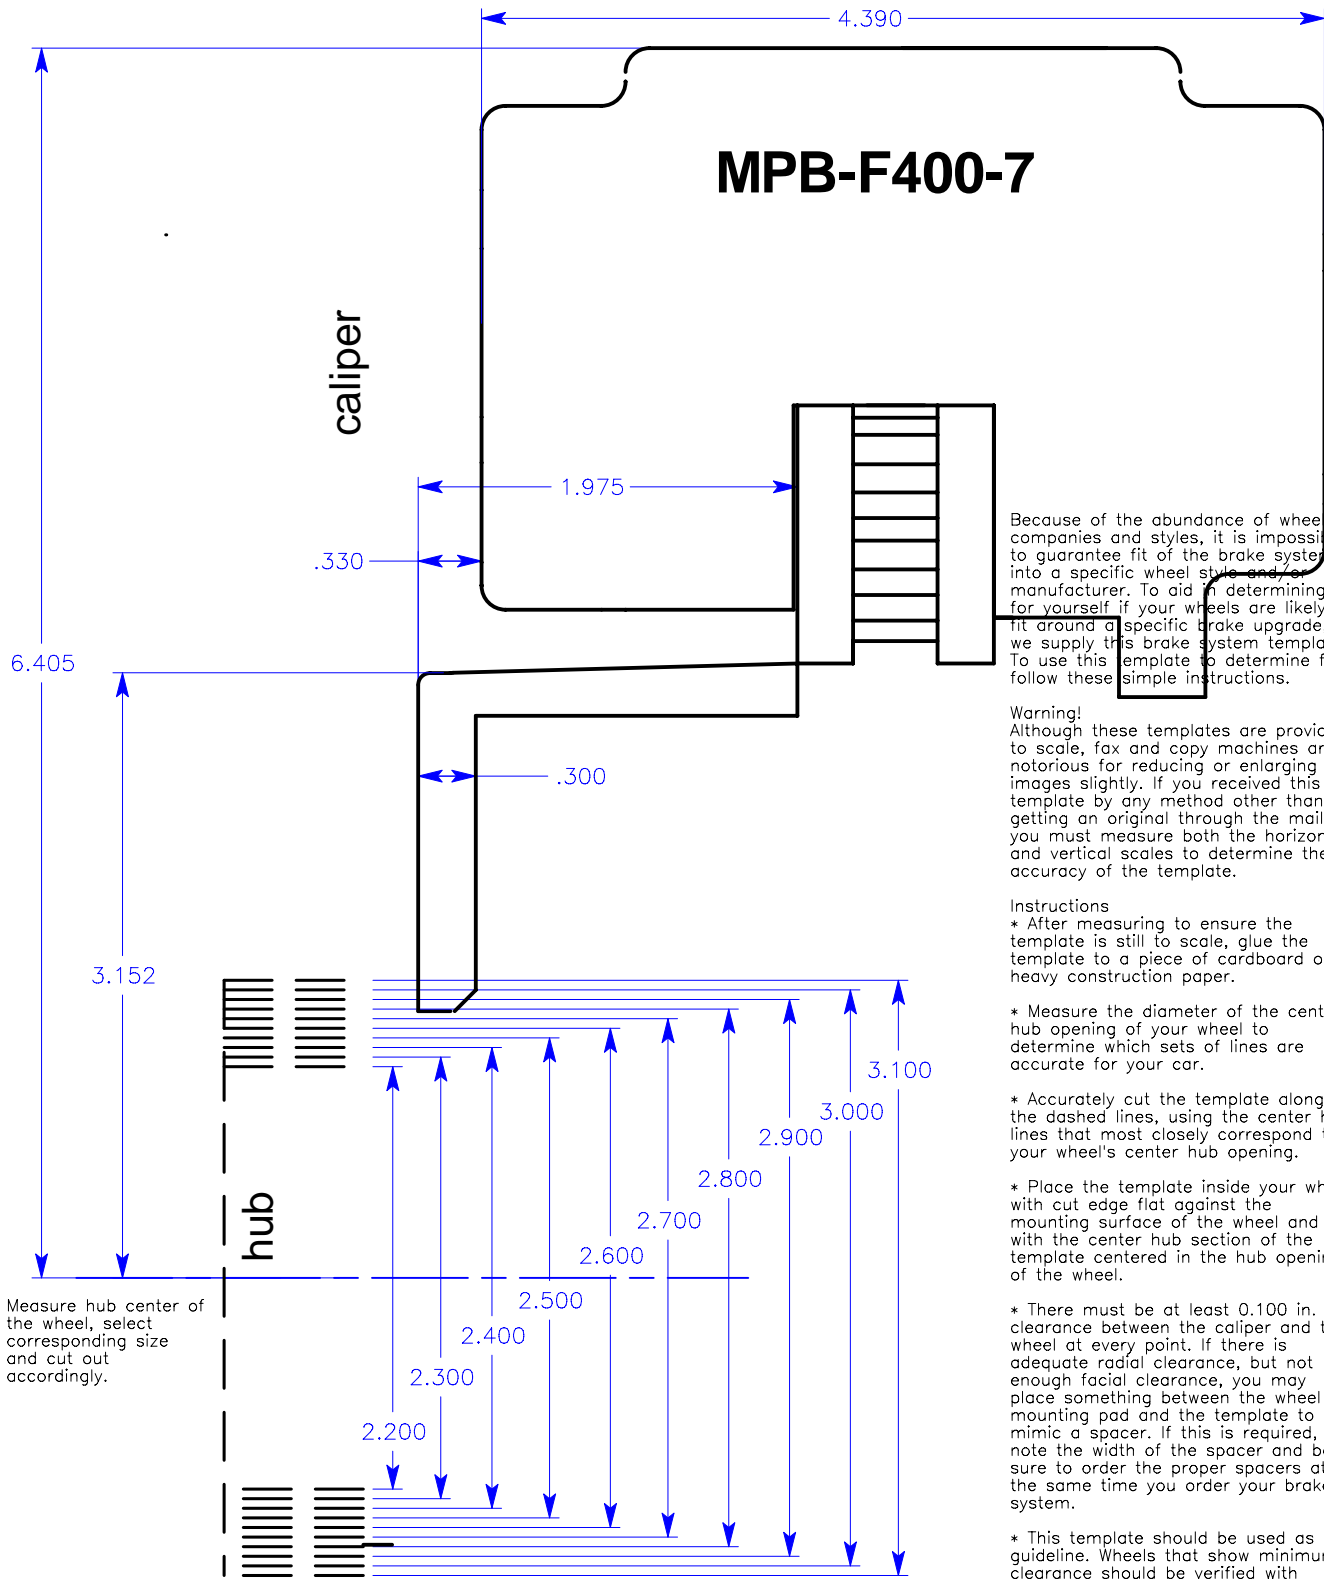 4.390
MPB-F400-7
caliper
1.975
.330
6.405
.300
3.152
3.100
3.000
2.900
2.800
2.700
2.600
2.500
2.400
2.300
2.200
hub
Measure hub center of
the wheel, select
corresponding size
and cut out
accordingly.
Because of the abundance of whee
companies and styles, it is impossi
to guarantee fit of the brake syste
into a specific wheel style and/or
manufacturer. To aid in determining
for yourself if your wheels are likely
fit around a specific brake upgrade
we supply this brake system templa
To use this template to determine f
follow these simple instructions.
Warning!
Although these templates are provid
to scale, fax and copy machines ar
notorious for reducing or enlarging
images slightly. If you received this
template by any method other than
getting an original through the mail
you must measure both the horizon
and vertical scales to determine the
accuracy of the template.
Instructions
* After measuring to ensure the
template is still to scale, glue the
template to a piece of cardboard o
heavy construction paper.
* Measure the diameter of the cent
hub opening of your wheel to
determine which sets of lines are
accurate for your car.
* Accurately cut the template along
the dashed lines, using the center h
lines that most closely correspond t
your wheel's center hub opening.
* Place the template inside your wh
with cut edge flat against the
mounting surface of the wheel and
with the center hub section of the
template centered in the hub openin
of the wheel.
* There must be at least 0.100 in.
clearance between the caliper and t
wheel at every point. If there is
adequate radial clearance, but not
enough facial clearance, you may
place something between the wheel
mounting pad and the template to
mimic a spacer. If this is required,
note the width of the spacer and b
sure to order the proper spacers at
the same time you order your brake
system.
* This template should be used as
guideline. Wheels that show minimu
clearance should be verified with